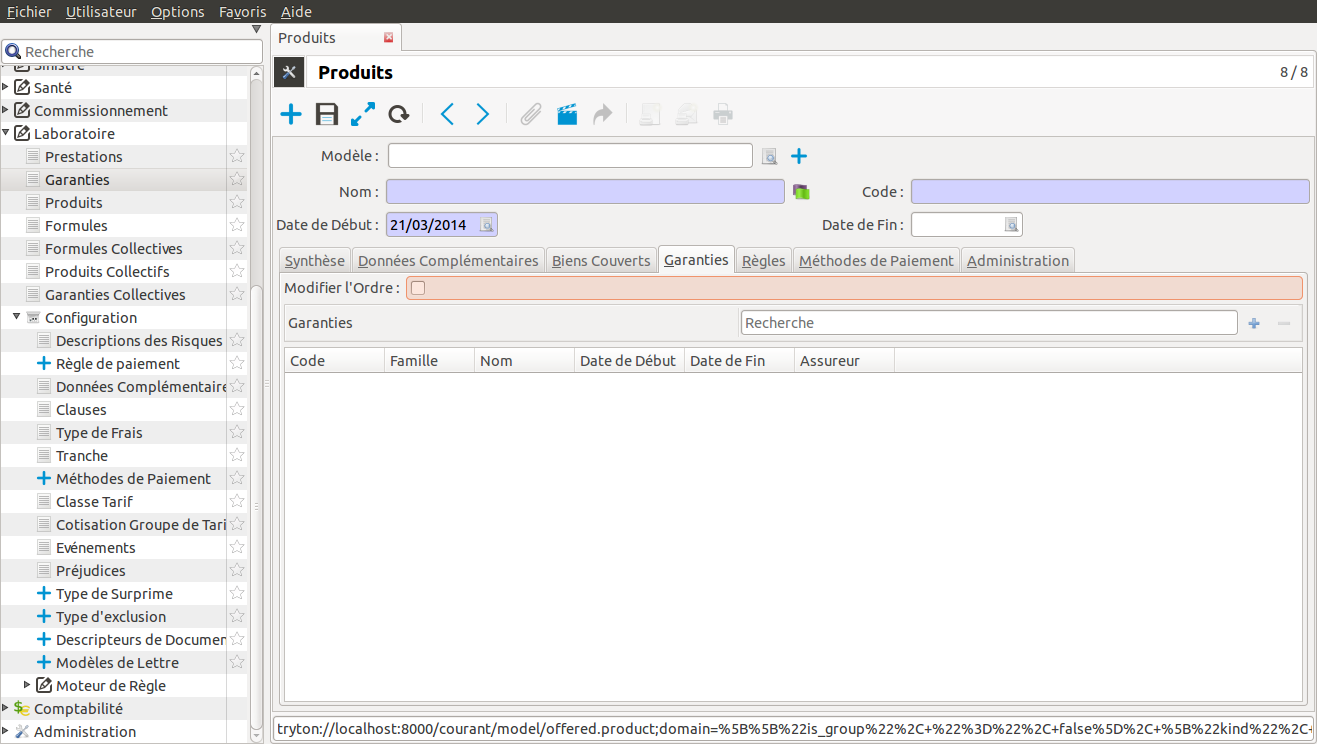 Fichier Utilisateur Options Favoris Aide
Recherche
Sinistre
Santé
Commissionnement
Laboratoire
Prestations
Garanties
Produits
Formules
Formules Collectives
Produits Collectifs
Garanties Collectives
Configuration
Descriptions des Risques
Règle de paiement
Données Complémentaire
Clauses
Type de Frais
Tranche
Méthodes de Paiement
Classe Tarif
Cotisation Groupe de Tari
Evénements
Préjudices
Type de Surprime
Type d'exclusion
Descripteurs de Documen
Modèles de Lettre
Moteur de Règle
Comptabilité
Administration
Produits
Produits 8 / 8
Modèle :
Nom : Code :
Date de Début : 21/03/2014 Date de Fin :
Synthèse Données Complémentaires Biens Couverts Garanties Règles Méthodes de Paiement Administration
Modifier l'Ordre :
Garanties Recherche
Code Famille Nom Date de Début Date de Fin Assureur
tryton://localhost:8000/courant/model/offered.product;domain=%5B%5B%22is_group%22%2C+%22%3D%22%2C+false%5D%2C+%5B%22kind%22%2C+